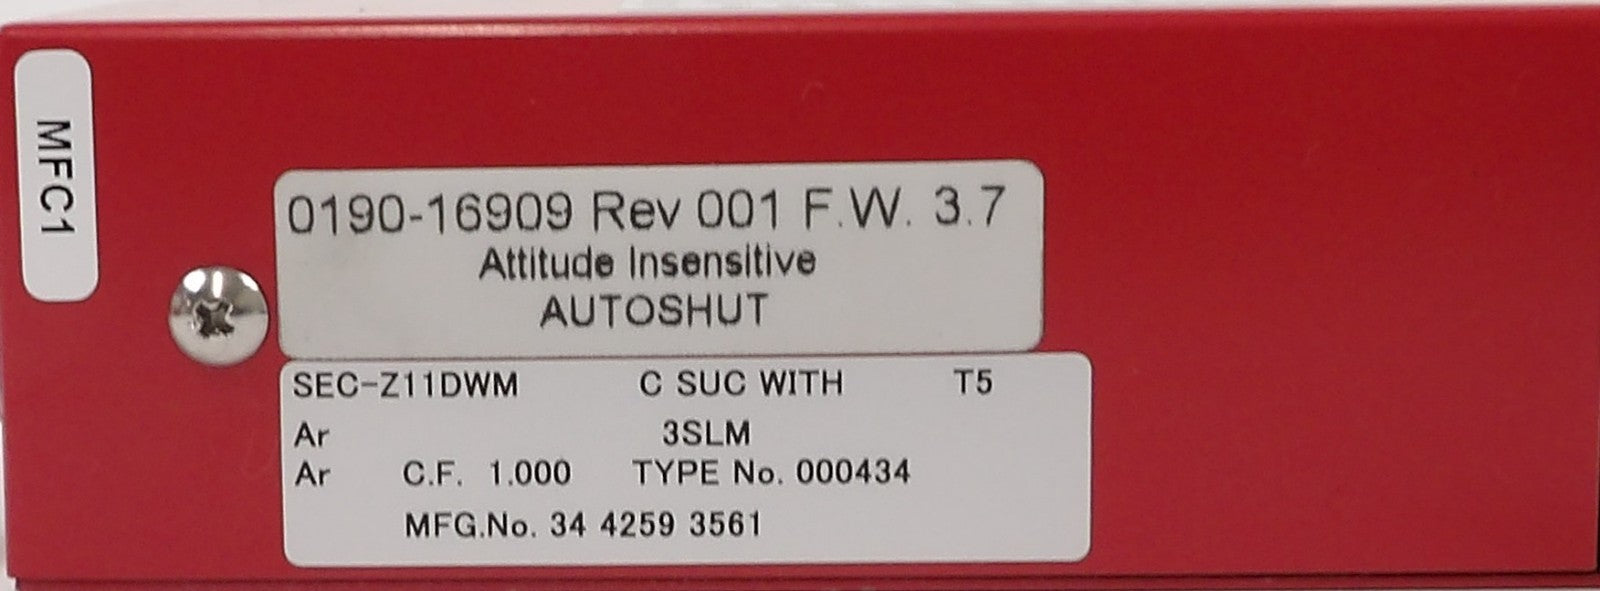 MFC1
0190-16909 Rev 001 F.W. 3.7
Attitude Insensitive
AUTOSHUT
SEC-Z11DWM C SUC WITH T5
Ar 3SLM
Ar C.F. 1.000 TYPE No. 000434
MFG.No. 34 4259 3561